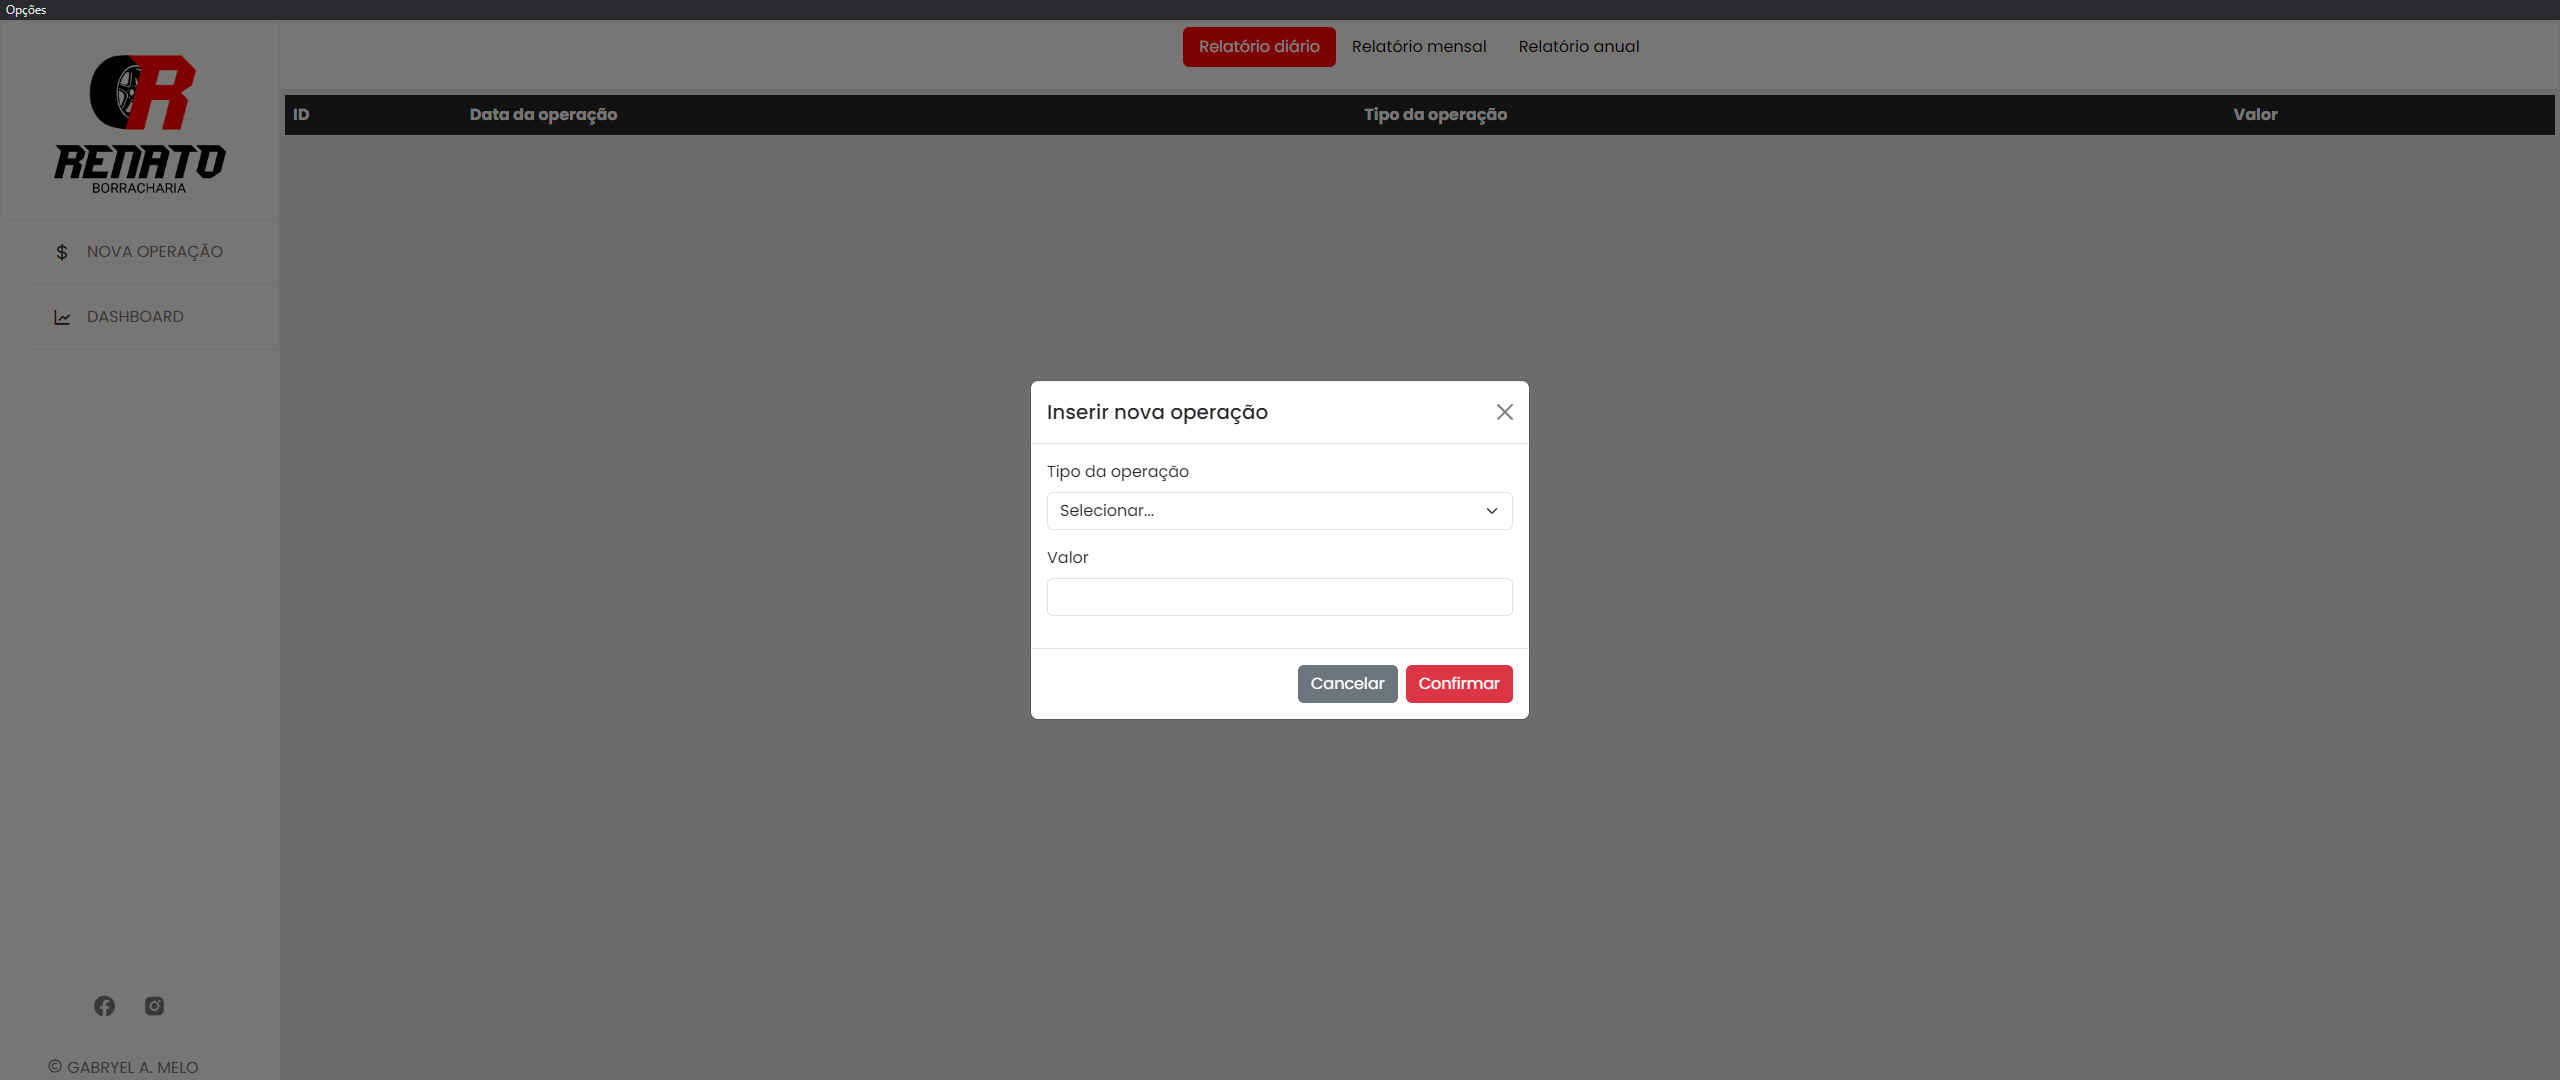 Opções
RENATO
BORRACHARIA
NOVA OPERAÇÃO
DASHBOARD
Relatório diário Relatório mensal Relatório anual
ID Data da operação Tipo da operação Valor
Inserir nova operação
Tipo da operação
Selecionar...
Valor
Cancelar Confirmar
© GABRYEL A. MELO